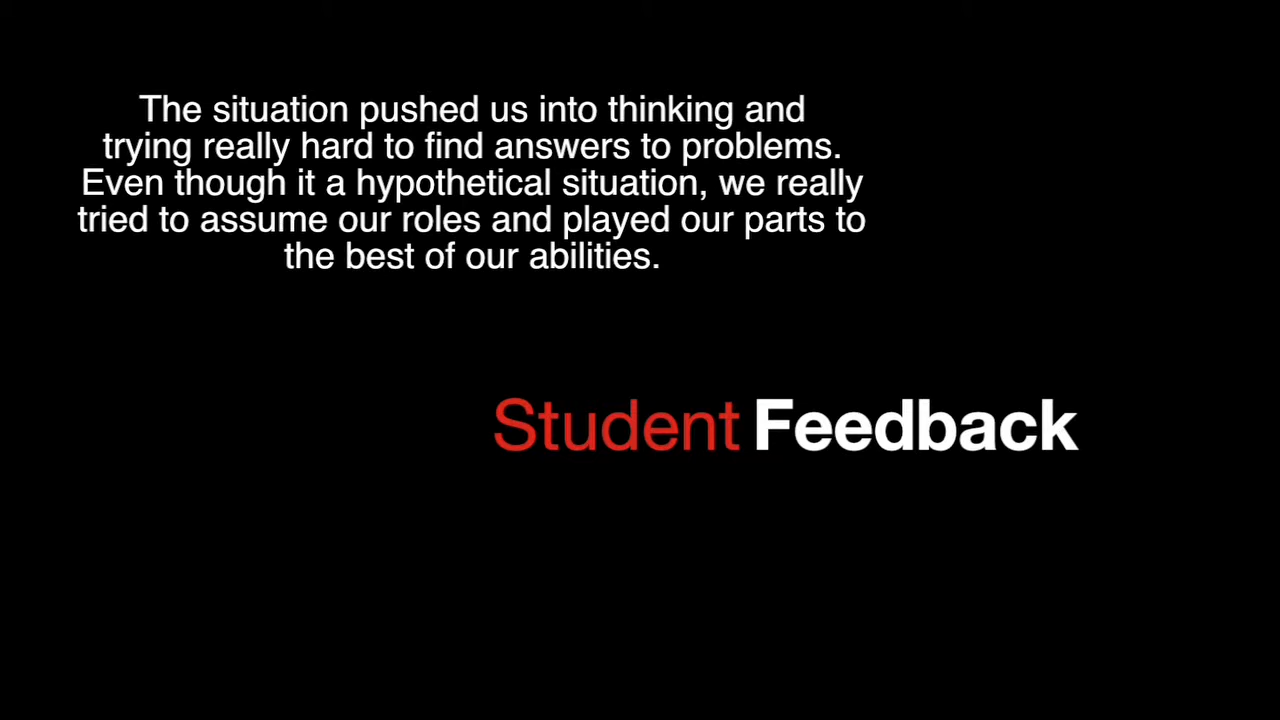 The situation pushed us into thinking and
trying really hard to find answers to problems.
Even though it a hypothetical situation, we really
tried to assume our roles and played our parts to
the best of our abilities.
Student Feedback